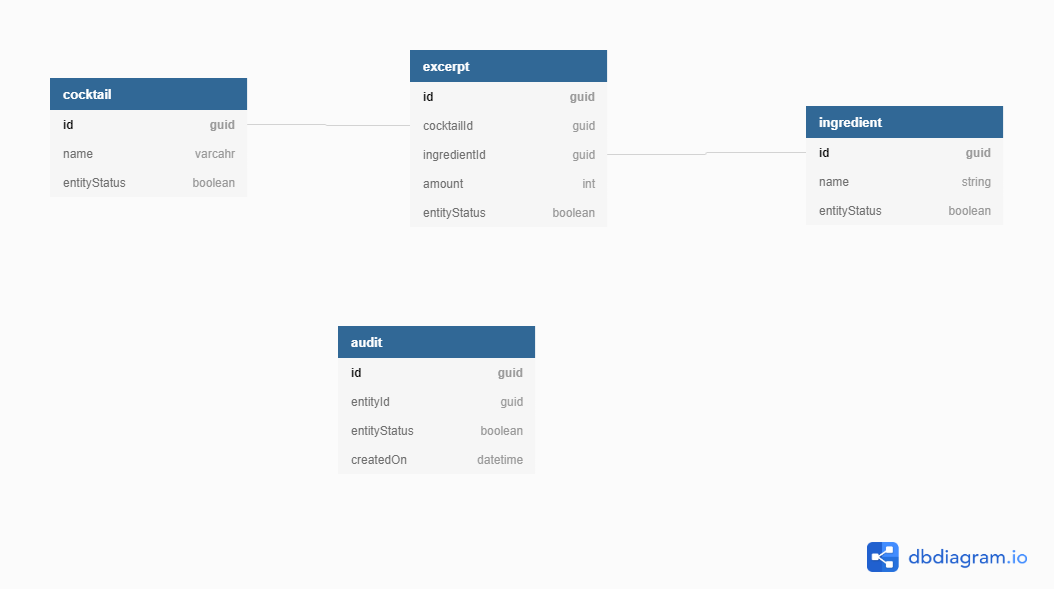 cocktail
id guid
name varcahr
entityStatus boolean
excerpt
id guid
cocktailId guid
ingredientId guid
amount int
entityStatus boolean
ingredient
id guid
name string
entityStatus boolean
audit
id guid
entityId guid
entityStatus boolean
createdOn datetime
dbdiagram.io